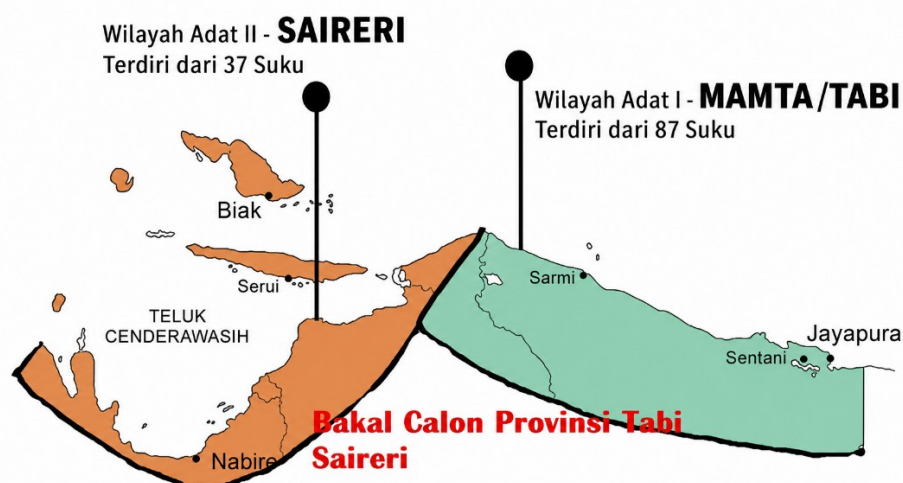 Wilayah Adat II - SAIRERI
Terdiri dari 37 Suku
Wilayah Adat I - MAMTA/TABI
Terdiri dari 87 Suku
Biak
Serui
Sarmi
TELUK
CENDERAWASIH
Jayapura
Sentani
Bakal Calon Provinsi Tabi
Saireri
Nabire